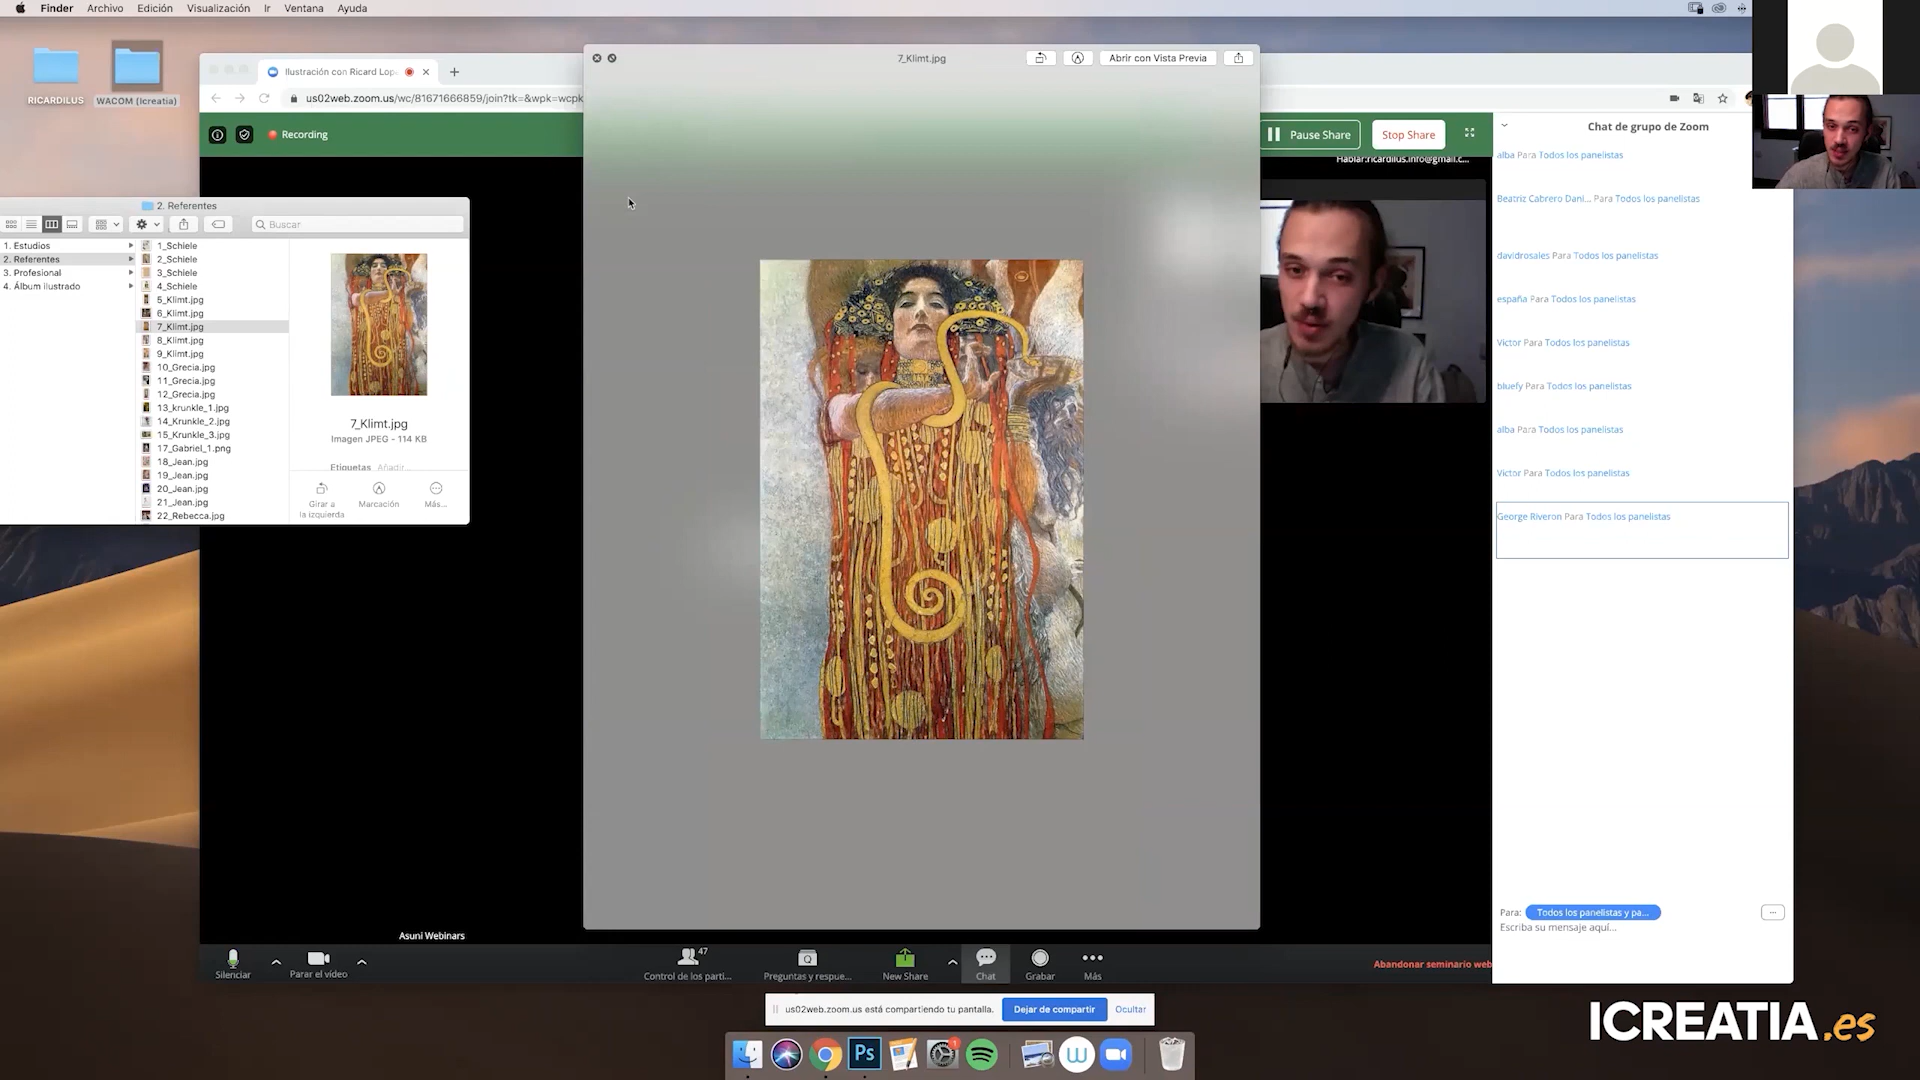 Finder Archivo Edición Visualización Ir Ventana Ayuda
RICARDILUS
WACOM (Icreatia)
Ilustración con Ricard Lop
us02web.zoom.us/wc/81671666859/join?tk=&wpk=wcpk
Recording
7_Klimt.jpg
Abrir con Vista Previa
Pause Share
Stop Share
Hablar:ricardilus.info@gmail.c...
2. Referentes
Buscar
1. Estudios
2. Referentes
3. Profesional
4. Álbum ilustrado
1_Schiele
2_Schiele
3_Schiele
4_Schiele
5_Klimt.jpg
6_Klimt.jpg
7_Klimt.jpg
8_Klimt.jpg
9_Klimt.jpg
10_Grecia.jpg
11_Grecia.jpg
12_Grecia.jpg
13_krunkle_1.jpg
14_Krunkle_2.jpg
15_Krunkle_3.jpg
17_Gabriel_1.png
18_Jean.jpg
19_Jean.jpg
20_Jean.jpg
21_Jean.jpg
22_Rebecca.jpg
7_Klimt.jpg
Imagen JPEG - 114 KB
Etiquetas Añadir...
Girar a
la izquierda
Marcación
Más...
Chat de grupo de Zoom
alba Para Todos los panelistas
Beatriz Cabrero Dani... Para Todos los panelistas
davidrosales Para Todos los panelistas
españa Para Todos los panelistas
Victor Para Todos los panelistas
bluefy Para Todos los panelistas
alba Para Todos los panelistas
Victor Para Todos los panelistas
George Riveron Para Todos los panelistas
Para: Todos los panelistas y pa...
Escriba su mensaje aquí...
Asuni Webinars
Silenciar
Parar el vídeo
47
Control de los parti...
Preguntas y respue...
New Share
Chat
Grabar
Más
Abandonar seminario web
us02web.zoom.us está compartiendo tu pantalla.
Dejar de compartir
Ocultar
Ps
1
ICREATIA.es